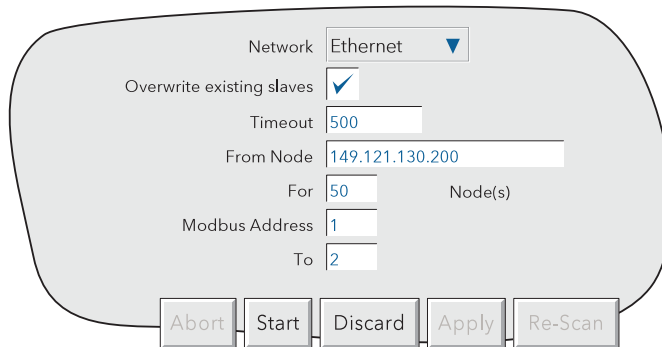 Network Ethernet
Overwrite existing slaves
Timeout 500
From Node 149.121.130.200
For 50 Node(s)
Modbus Address 1
To 2
Abort Start Discard Apply Re-Scan